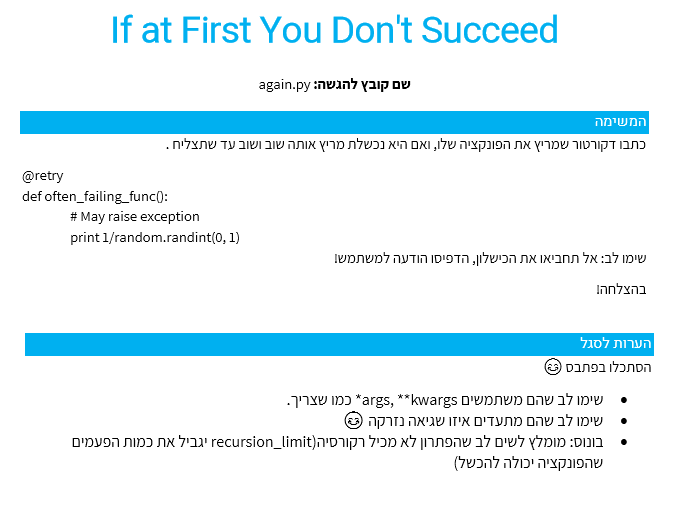 If at First You Don't Succeed
שם קובץ להגשה: again.py
המשימה
כתבו דקורטור שמריץ את הפונקציה שלו, ואם היא נכשלת מריץ אותה שוב ושוב עד שתצליח .
@retry
def often_failing_func():
# May raise exception
print 1/random.randint(0, 1)
שימו לב: אל תחביאו את הכישלון, הדפיסו הודעה למשתמש!
בהצלחה!
הערות לסגל
הסתכלו בפתבס 😊
• שימו לב שהם משתמשים args, **kwargs* כמו שצריך.
• שימו לב שהם מתעדים איזו שגיאה נזרקה 😊
• בונוס: מומלץ לשים לב שהפתרון לא מכיל רקורסיה(recursion_limit יגביל את כמות הפעמים
שהפונקציה יכולה להכשל)